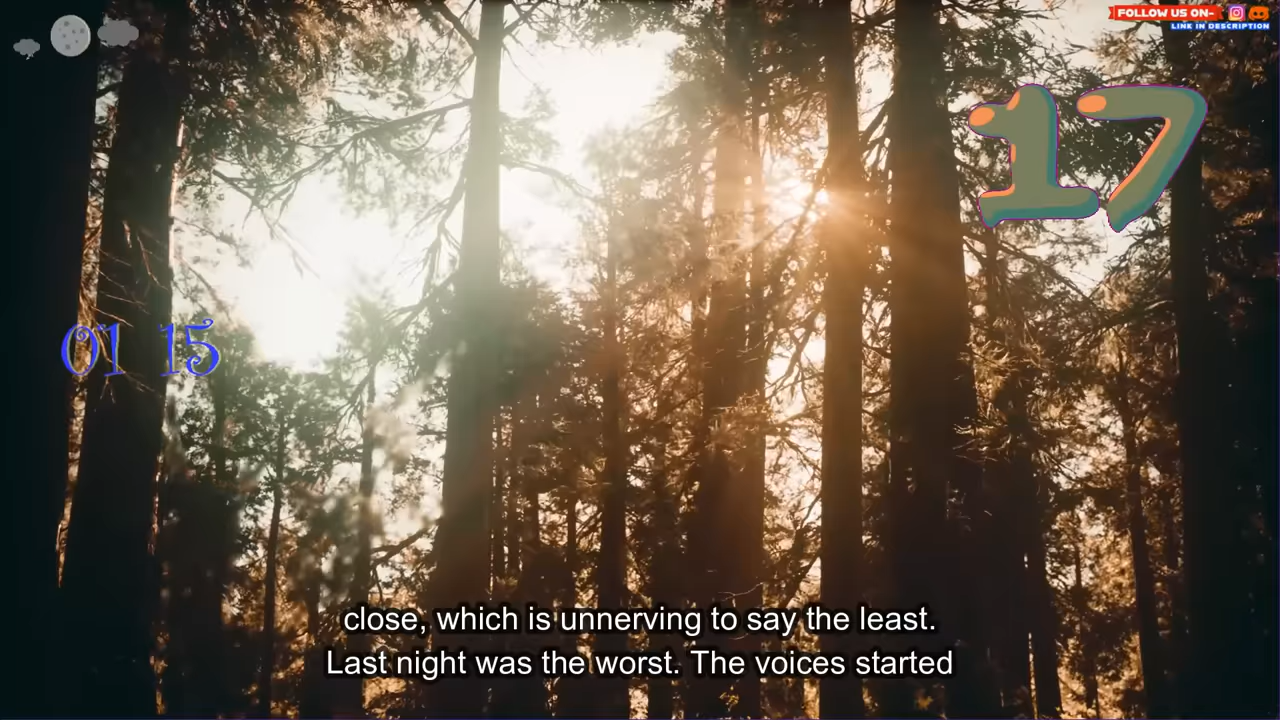 FOLLOW US ON-
LINK IN DESCRIPTION
17
01 15
close, which is unnerving to say the least.
Last night was the worst. The voices started